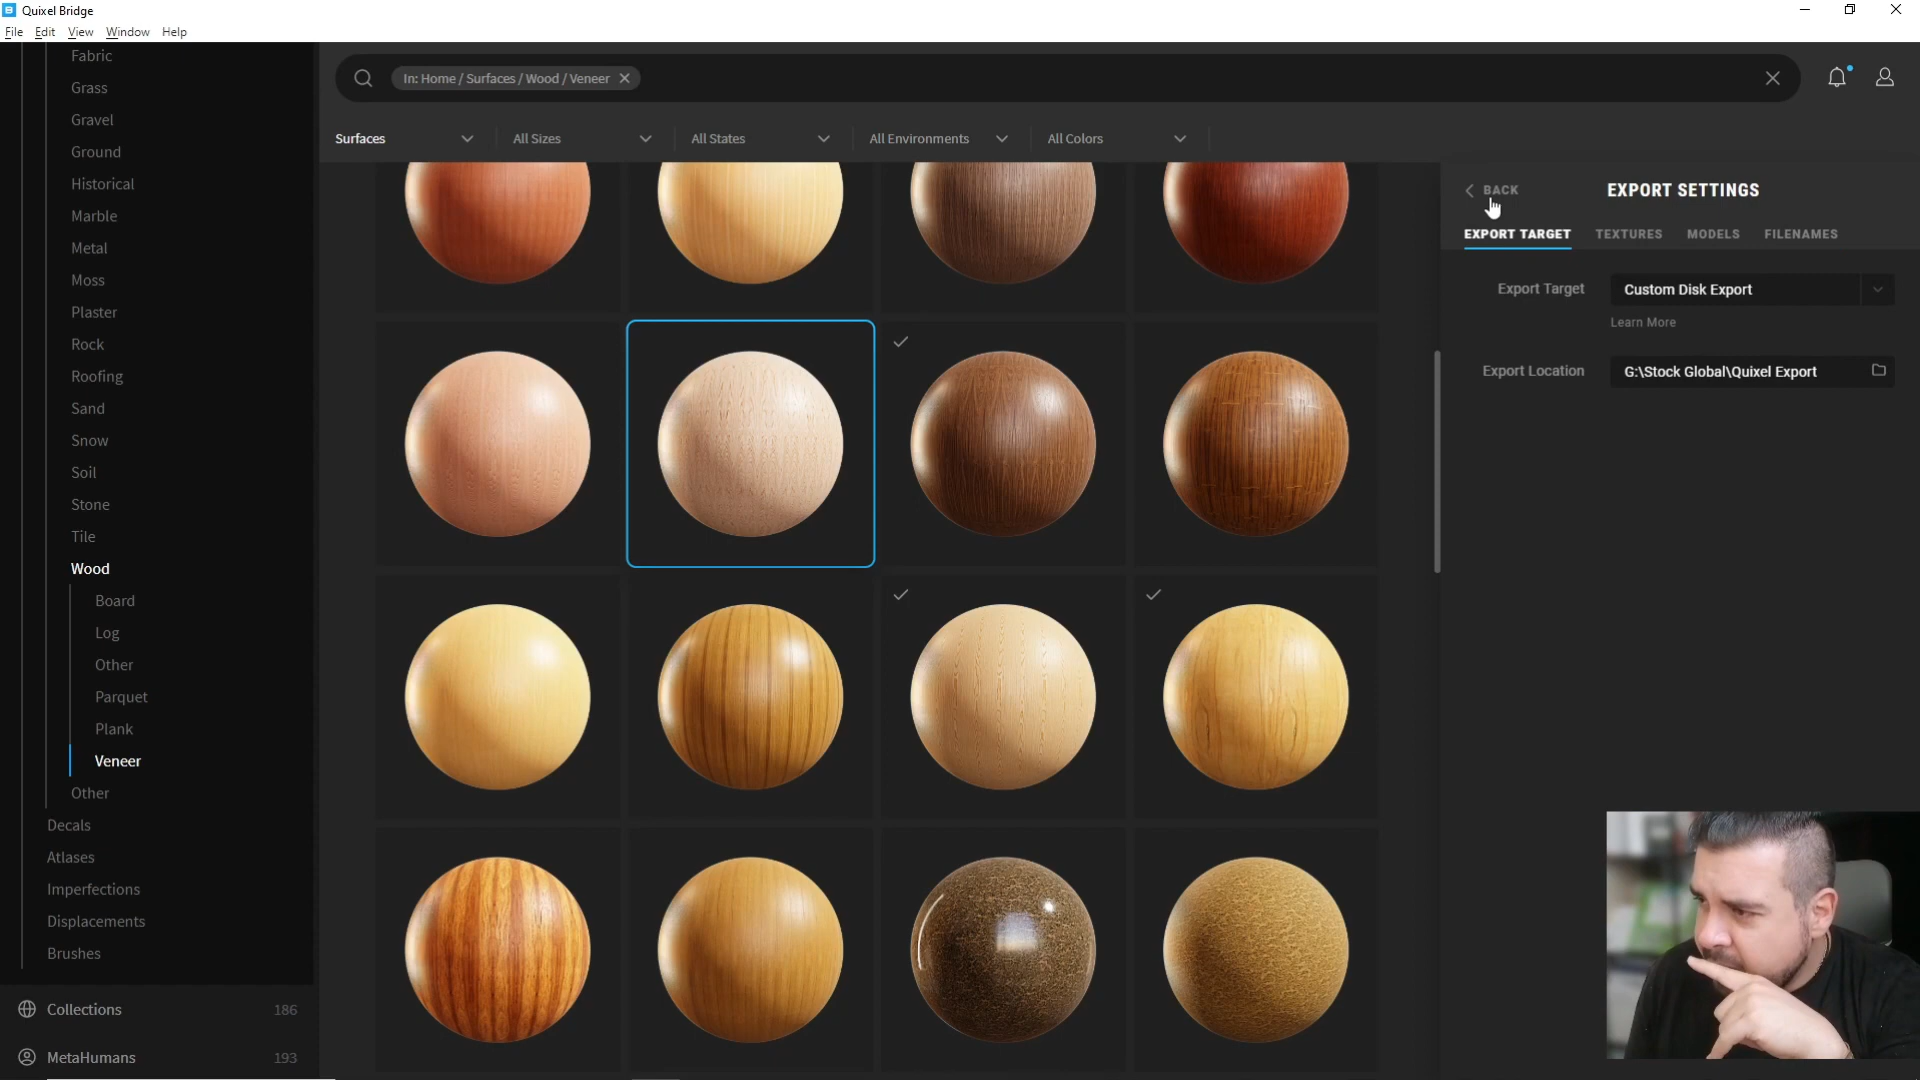 Quixel Bridge
File Edit View Window Help
Fabric
Grass
Gravel
Ground
Historical
Marble
Metal
Moss
Plaster
Rock
Roofing
Sand
Snow
Soil
Stone
Tile
Wood
Board
Log
Other
Parquet
Plank
Veneer
Other
Decals
Atlases
Imperfections
Displacements
Brushes
Collections 186
MetaHumans 193
In: Home / Surfaces / Wood / Veneer
Surfaces All Sizes All States All Environments All Colors
BACK EXPORT SETTINGS
EXPORT TARGET TEXTURES MODELS FILENAMES
Export Target Custom Disk Export
Learn More
Export Location G:\Stock Global\Quixel Export